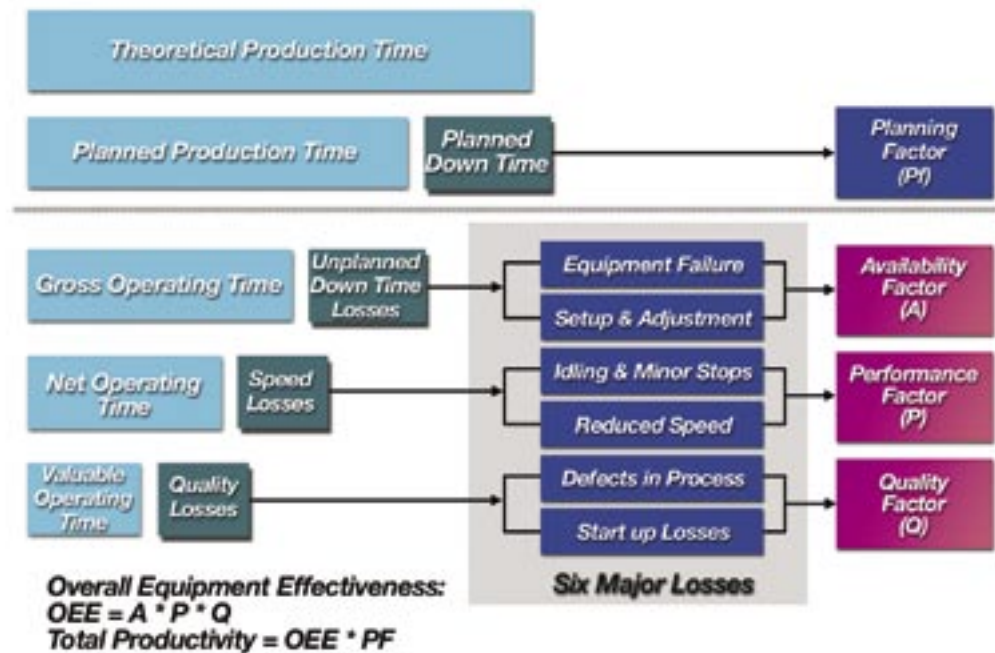 Theoretical Production Time
Planned Production Time
Planned
Down Time
Planning
Factor
(Pf)
Gross Operating Time
Unplanned
Down Time
Losses
Equipment Failure
Setup & Adjustment
Availability
Factor
(A)
Net Operating
Time
Speed
Losses
Idling & Minor Stops
Reduced Speed
Performance
Factor
(P)
Valuable
Operating
Time
Quality
Losses
Defects in Process
Start up Losses
Quality
Factor
(Q)
Six Major Losses
Overall Equipment Effectiveness:
OEE = A * P * Q
Total Productivity = OEE * PF